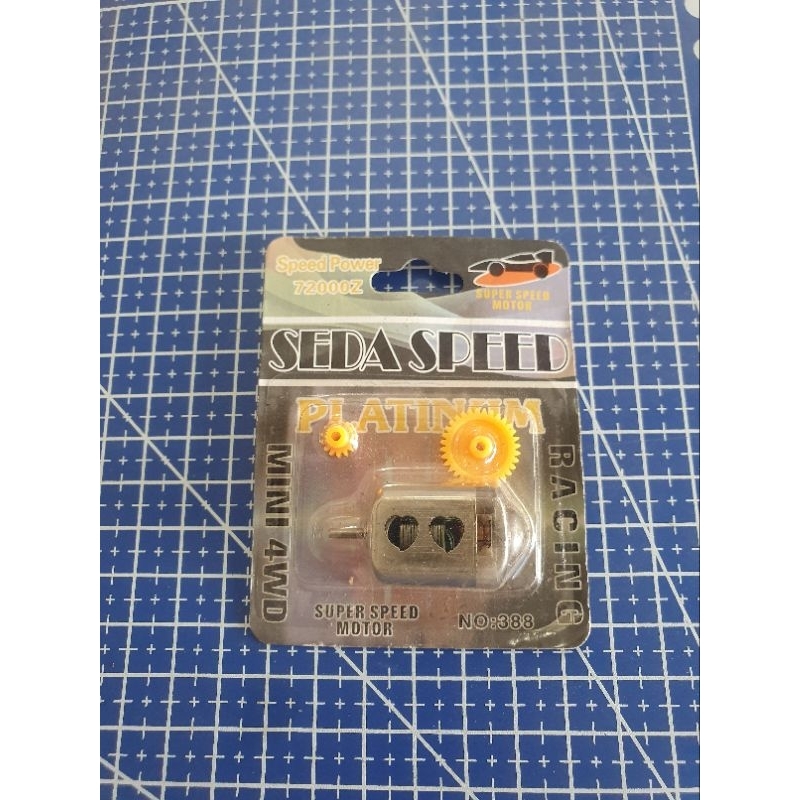 Speed Power
72000Z
SUPER SPEED
MOTOR
SEDA SPEED
PLATINUM
MINI 4WD
RACING
SUPER SPEED
MOTOR
NO:388